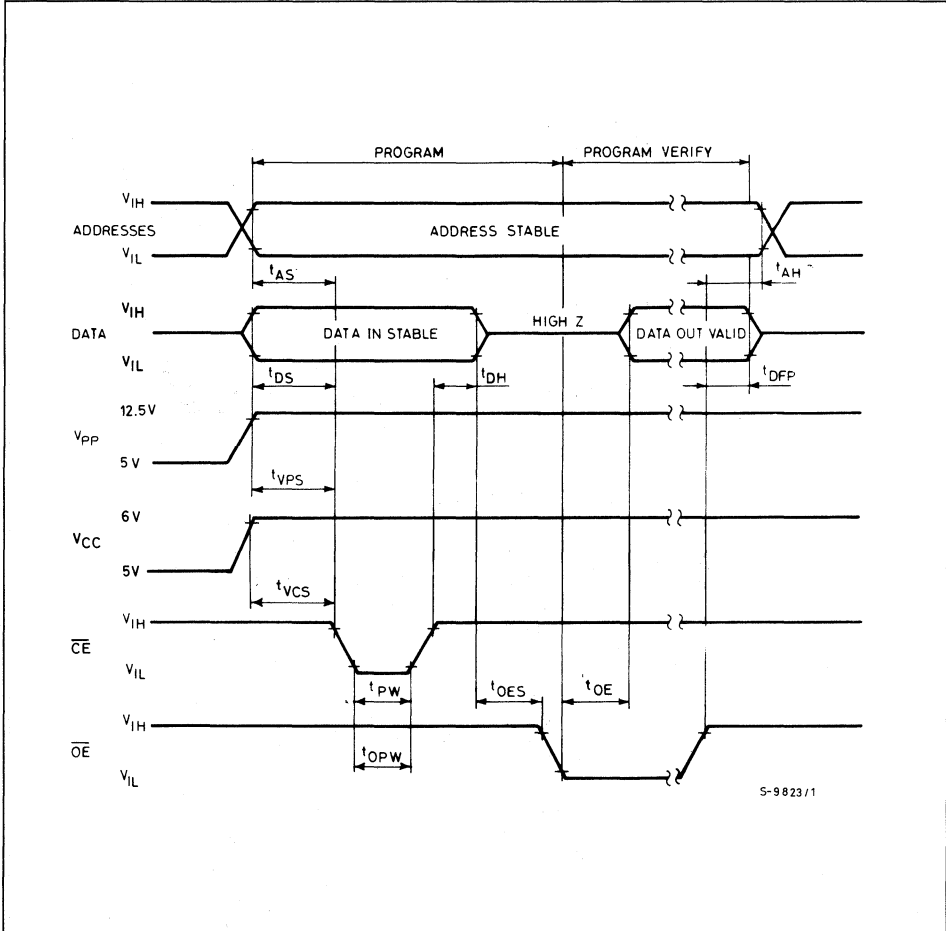 PROGRAM PROGRAM VERIFY
VIH
ADDRESSES ADDRESS STABLE
VIL
tAS tAH
VIH
DATA DATA IN STABLE HIGH Z DATA OUT VALID
VIL
tDS tDH tDFP
12.5V
VPP
5V
tVPS
6V
VCC
5V
tVCS
VIH
CE
VIL
tPW tOES tOE
VIH
OE
tOPW
VIL
S-9823/1